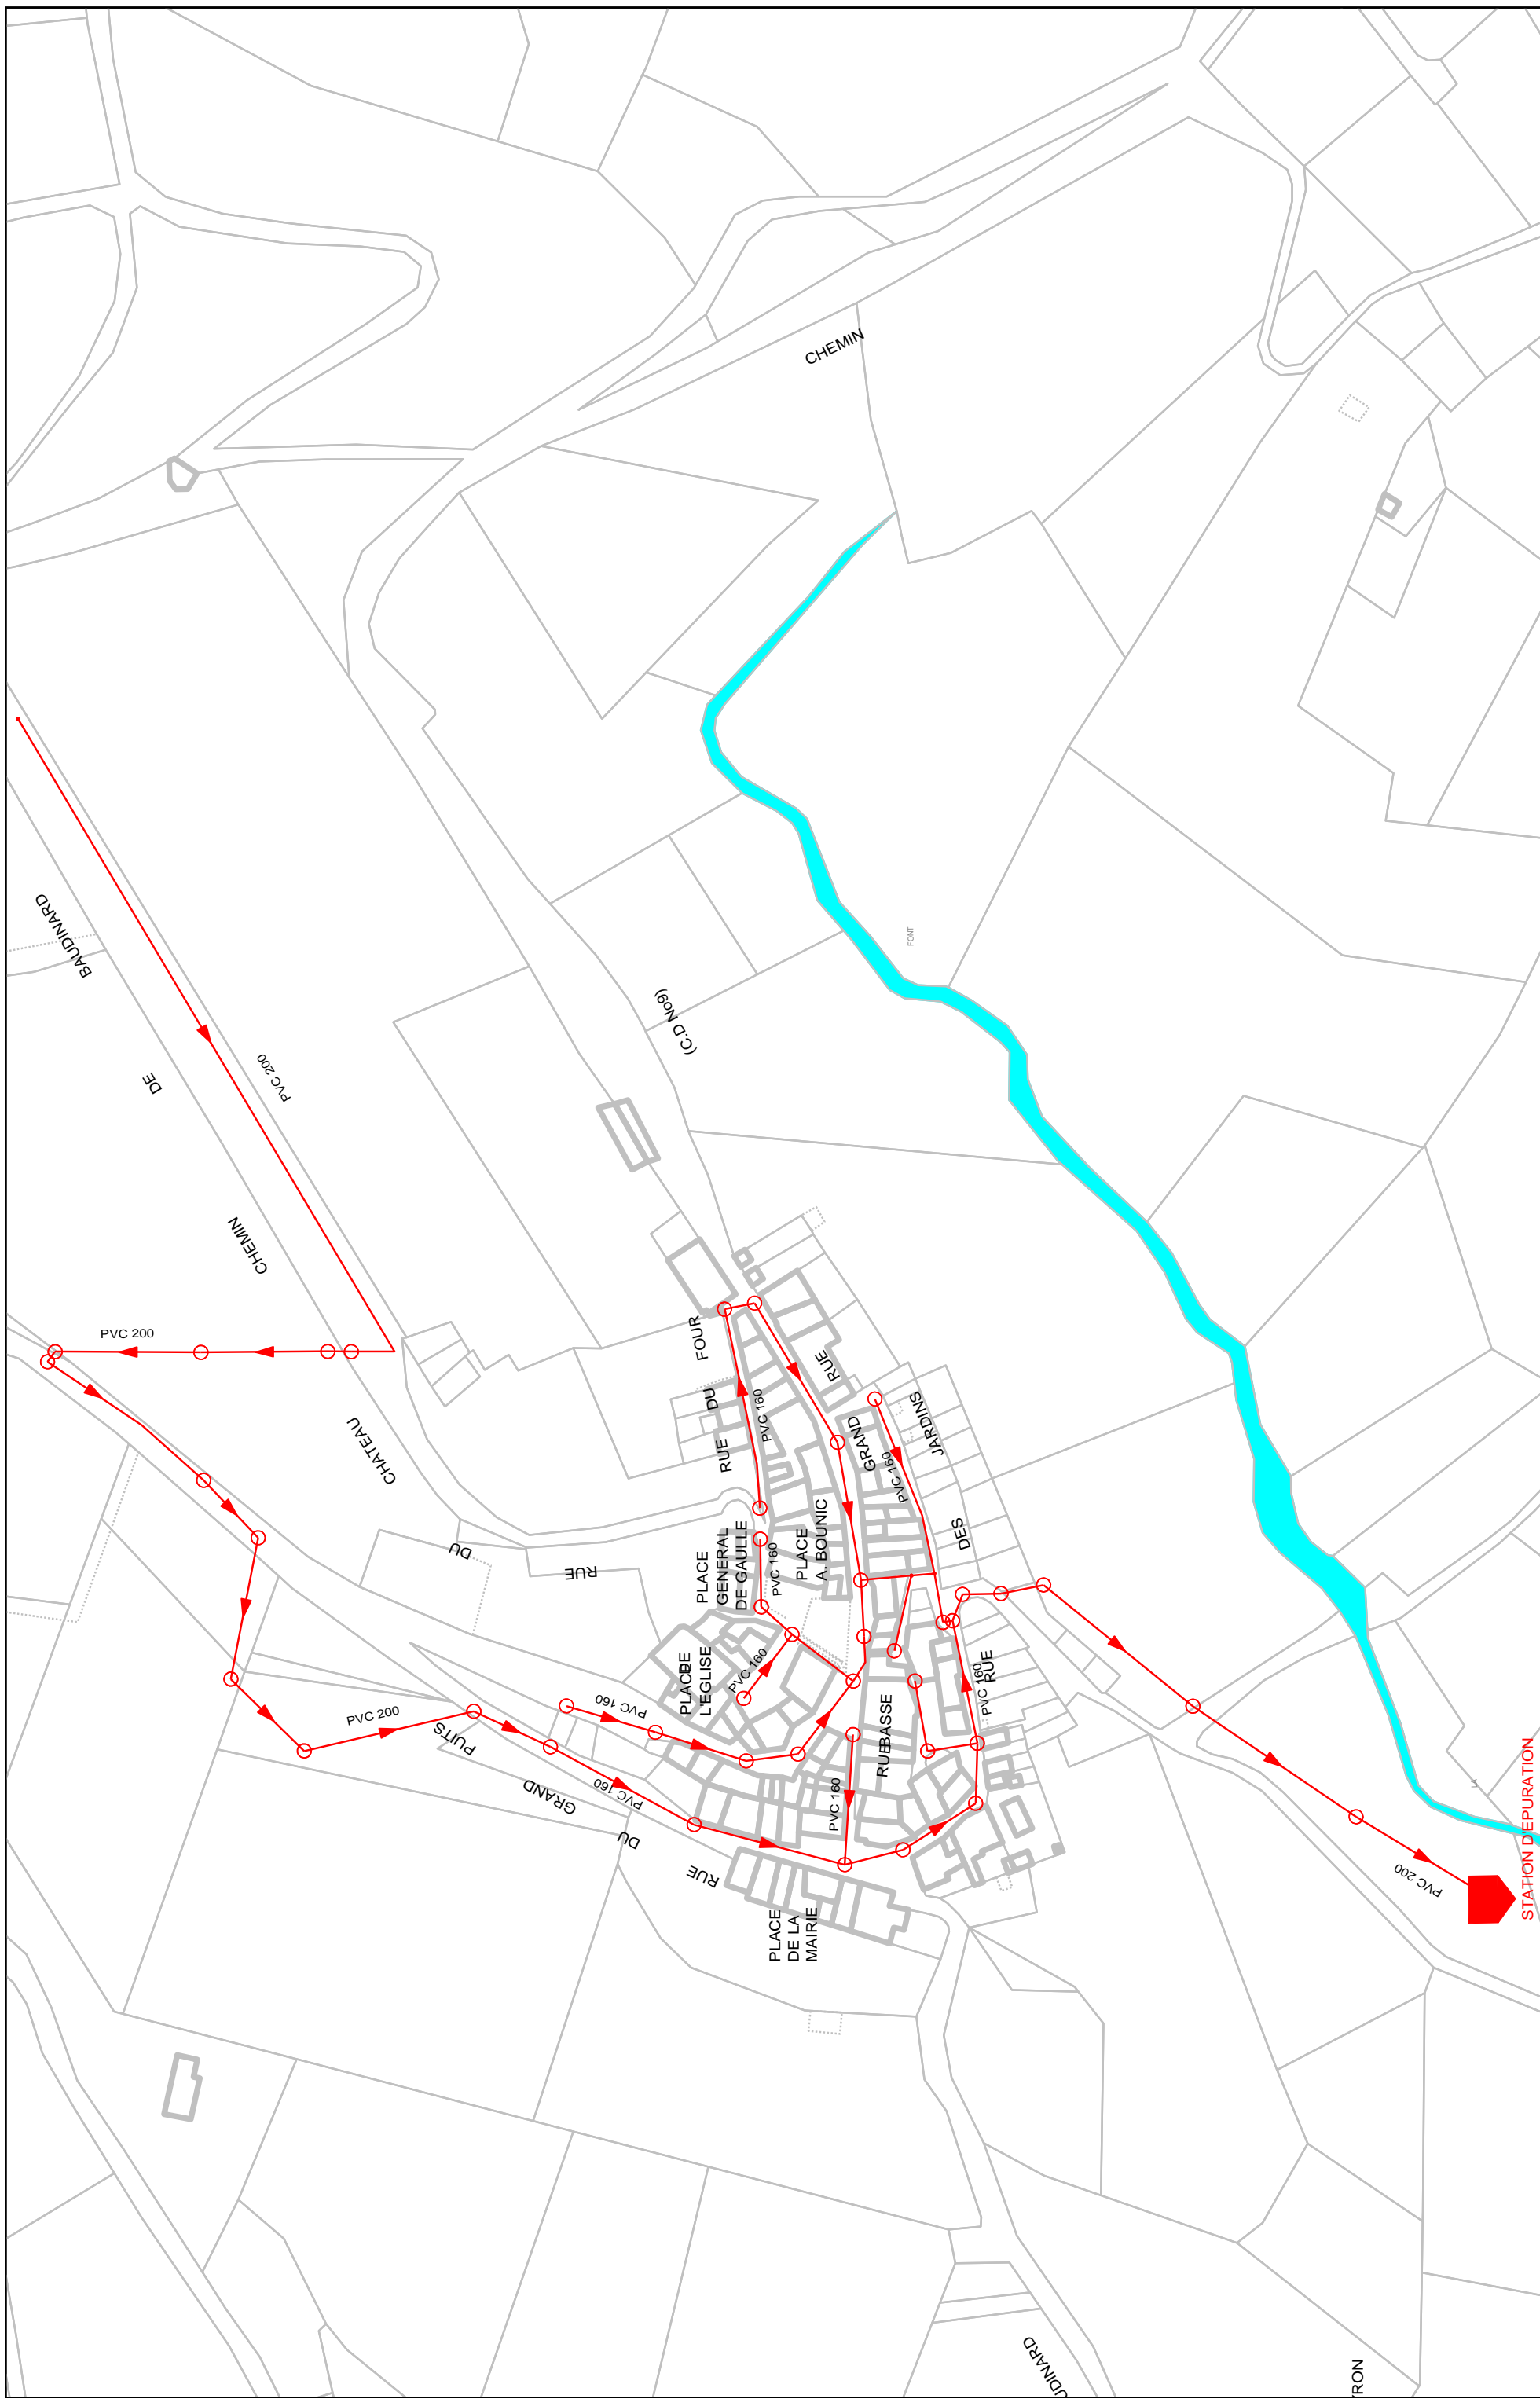 CHEMIN
BAUDINARD
FONT
(C.D No9)
DE
PVC 200
CHEMIN
PVC 200
FOUR
DU
RUE
PVC 160
RUE
GRAND
JARDINS
PVC 160
CHATEAU
DES
DU
RUE
PLACE
GENERAL
DE GAULLE
PVC 160
PLACE
A. BOUNIC
PLACE
DE
L'EGLISE
PVC 160
PVC 160
RUE
PVC 160
BASSE
RUE
PVC 200
PUITS
GRAND
PVC 160
DU
RUE
PVC 160
PLACE
DE LA
MAIRIE
PVC 200
STATION D'EPURATION
UDINARD
RON